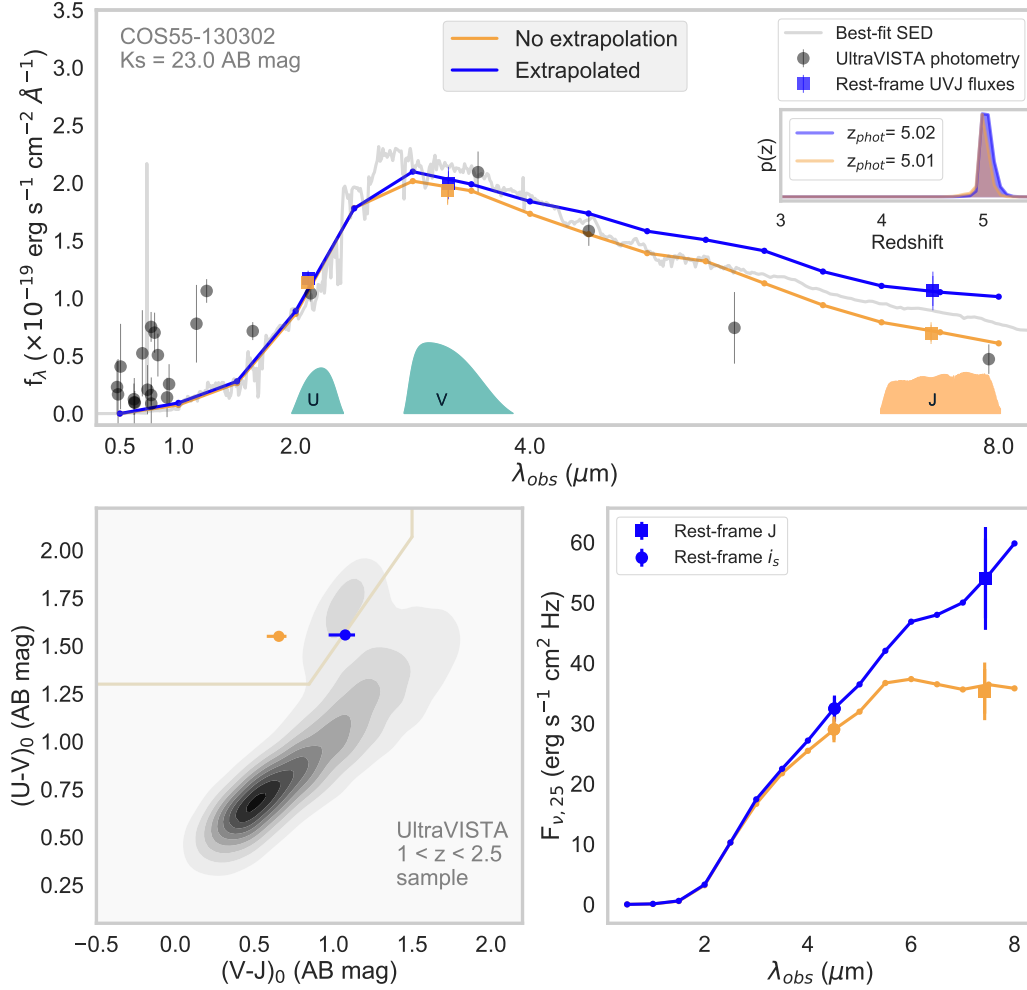 COS55-130302
Ks = 23.0 AB mag
No extrapolation
Extrapolated
Best-fit SED
UltraVISTA photometry
Rest-frame UVJ fluxes
z_phot = 5.02
z_phot = 5.01
p(z)
3
4
5
Redshift
3.5
3.0
2.5
2.0
1.5
1.0
0.5
0.0
f_λ (×10⁻¹⁹ erg s⁻¹ cm⁻² Å⁻¹)
U
V
J
0.5
1.0
2.0
4.0
8.0
λ_obs (μm)
2.00
1.75
1.50
1.25
1.00
0.75
0.50
0.25
(U-V)₀ (AB mag)
UltraVISTA
1 < z < 2.5
sample
−0.5
0.0
0.5
1.0
1.5
2.0
(V-J)₀ (AB mag)
Rest-frame J
Rest-frame i_s
60
50
40
30
20
10
0
F_ν,25 (erg s⁻¹ cm² Hz)
2
4
6
8
λ_obs (μm)